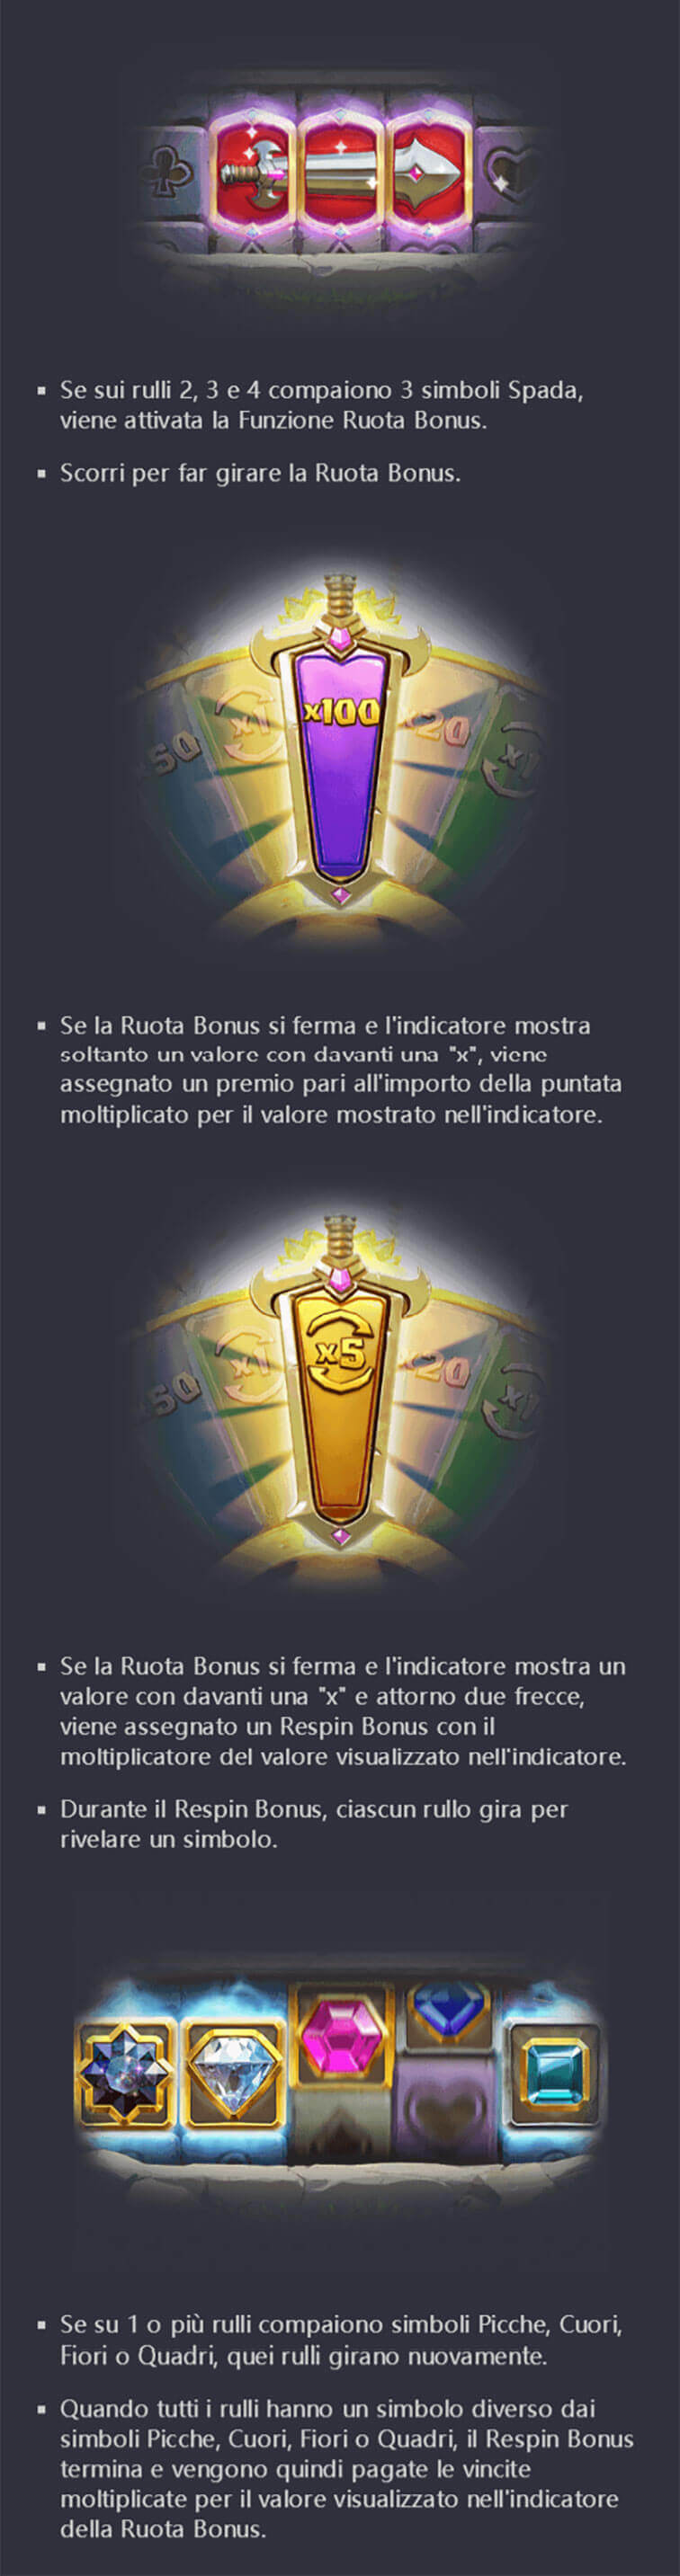 Se sui rulli 2, 3 e 4 compaiono 3 simboli Spada,
viene attivata la Funzione Ruota Bonus.
Scorri per far girare la Ruota Bonus.
x50
x1
x100
x20
x1
Se la Ruota Bonus si ferma e l'indicatore mostra
soltanto un valore con davanti una "x", viene
assegnato un premio pari all'importo della puntata
moltiplicato per il valore mostrato nell'indicatore.
x50
x1
x5
x20
x1
Se la Ruota Bonus si ferma e l'indicatore mostra un
valore con davanti una "x" e attorno due frecce,
viene assegnato un Respin Bonus con il
moltiplicatore del valore visualizzato nell'indicatore.
Durante il Respin Bonus, ciascun rullo gira per
rivelare un simbolo.
Se su 1 o più rulli compaiono simboli Picche, Cuori,
Fiori o Quadri, quei rulli girano nuovamente.
Quando tutti i rulli hanno un simbolo diverso dai
simboli Picche, Cuori, Fiori o Quadri, il Respin Bonus
termina e vengono quindi pagate le vincite
moltiplicate per il valore visualizzato nell'indicatore
della Ruota Bonus.